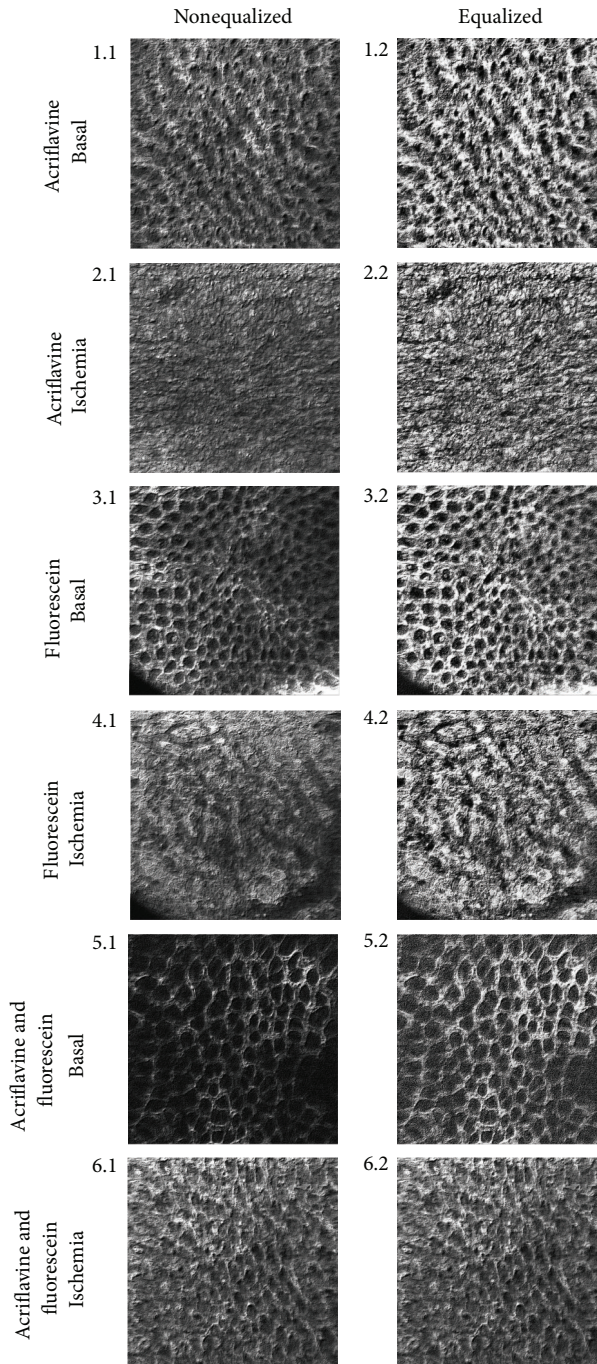 Nonequalized Equalized
1.1 1.2
Acriflavine
Basal
2.1 2.2
Acriflavine
Ischemia
3.1 3.2
Fluorescein
Basal
4.1 4.2
Fluorescein
Ischemia
5.1 5.2
Acriflavine and
fluorescein
Basal
6.1 6.2
Acriflavine and
fluorescein
Ischemia